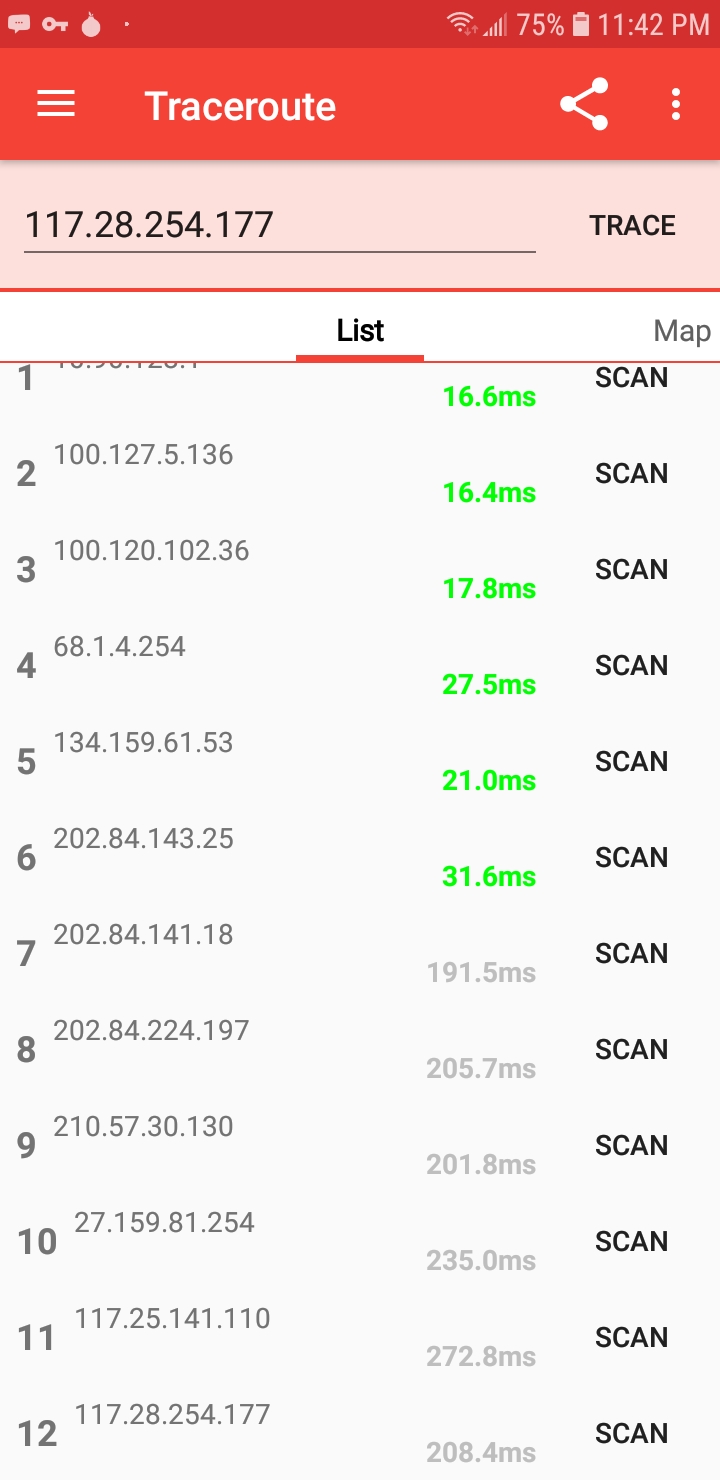 75% 11:42 PM
Traceroute
117.28.254.177 TRACE
List Map
1 16.6ms SCAN
2 100.127.5.136 16.4ms SCAN
3 100.120.102.36 17.8ms SCAN
4 68.1.4.254 27.5ms SCAN
5 134.159.61.53 21.0ms SCAN
6 202.84.143.25 31.6ms SCAN
7 202.84.141.18 191.5ms SCAN
8 202.84.224.197 205.7ms SCAN
9 210.57.30.130 201.8ms SCAN
10 27.159.81.254 235.0ms SCAN
11 117.25.141.110 272.8ms SCAN
12 117.28.254.177 208.4ms SCAN